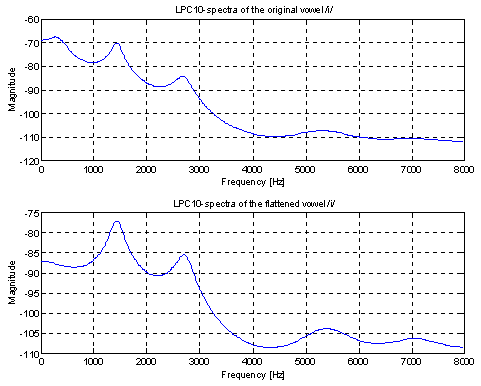 LPC10-spectra of the original vowel /i/
-60
-70
-80
-90
-100
-110
-120
Magnitude
0 1000 2000 3000 4000 5000 6000 7000 8000
Frequency [Hz]
LPC10-spectra of the flattened vowel /i/
-75
-80
-85
-90
-95
-100
-105
-110
Magnitude
0 1000 2000 3000 4000 5000 6000 7000 8000
Frequency [Hz]